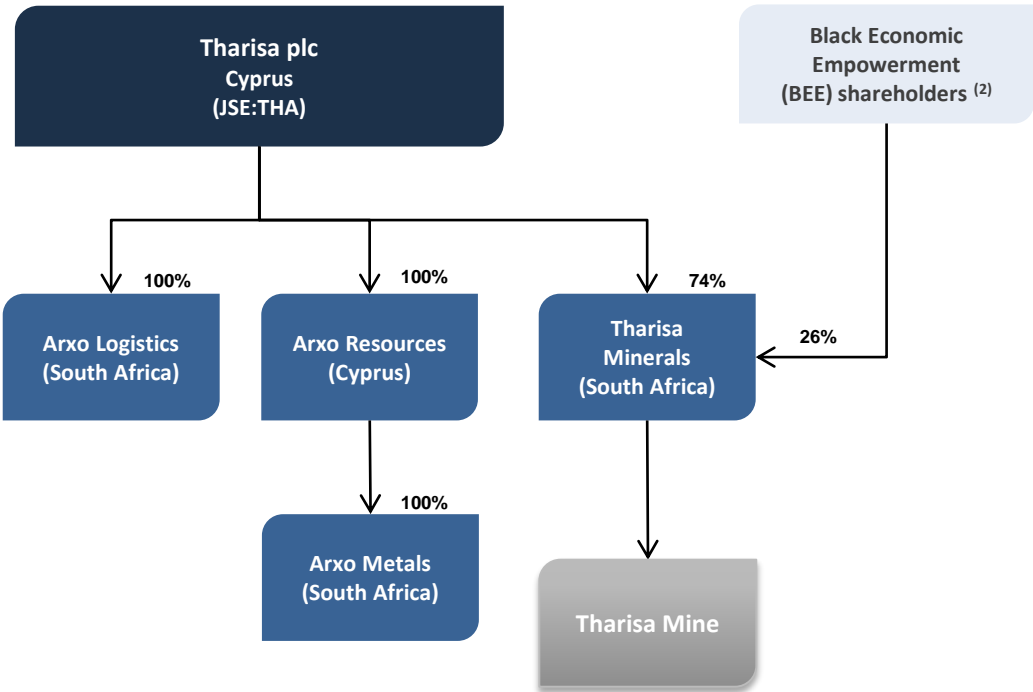 Tharisa plc
Cyprus
(JSE:THA)
Black Economic
Empowerment
(BEE) shareholders (2)
100%
100%
74%
Arxo Logistics
(South Africa)
Arxo Resources
(Cyprus)
Tharisa
Minerals
(South Africa)
26%
100%
Arxo Metals
(South Africa)
Tharisa Mine